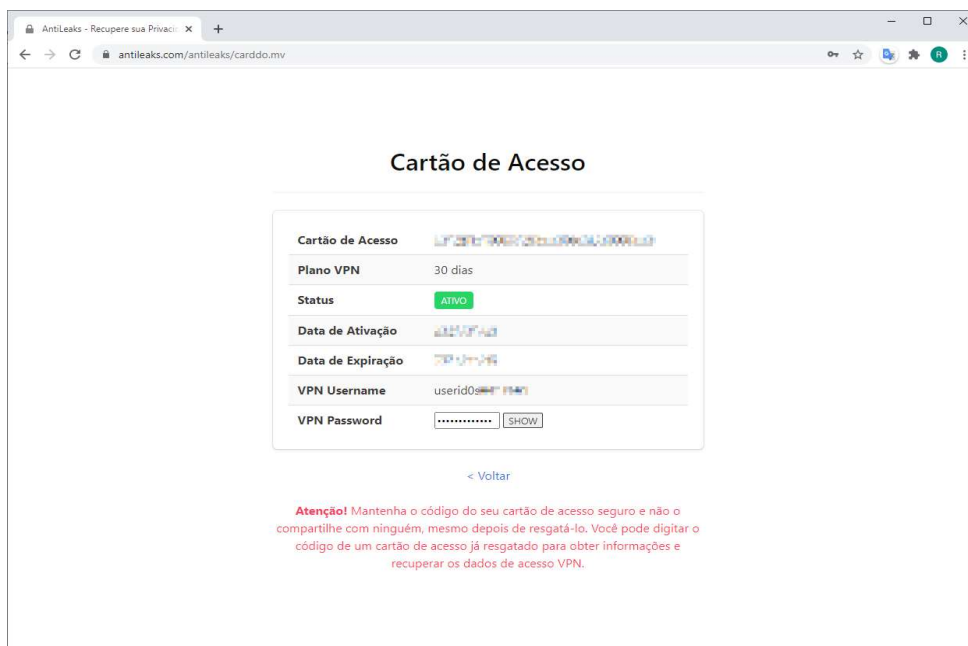 AntiLeaks - Recupere sua Privaci
antileaks.com/antileaks/carddo.mv
R
Cartão de Acesso
Cartão de Acesso
Plano VPN 30 dias
Status ATIVO
Data de Ativação
Data de Expiração
VPN Username userid0s
VPN Password ••••••••••••• SHOW
< Voltar
Atenção! Mantenha o código do seu cartão de acesso seguro e não o
compartilhe com ninguém, mesmo depois de resgatá-lo. Você pode digitar o
código de um cartão de acesso já resgatado para obter informações e
recuperar os dados de acesso VPN.